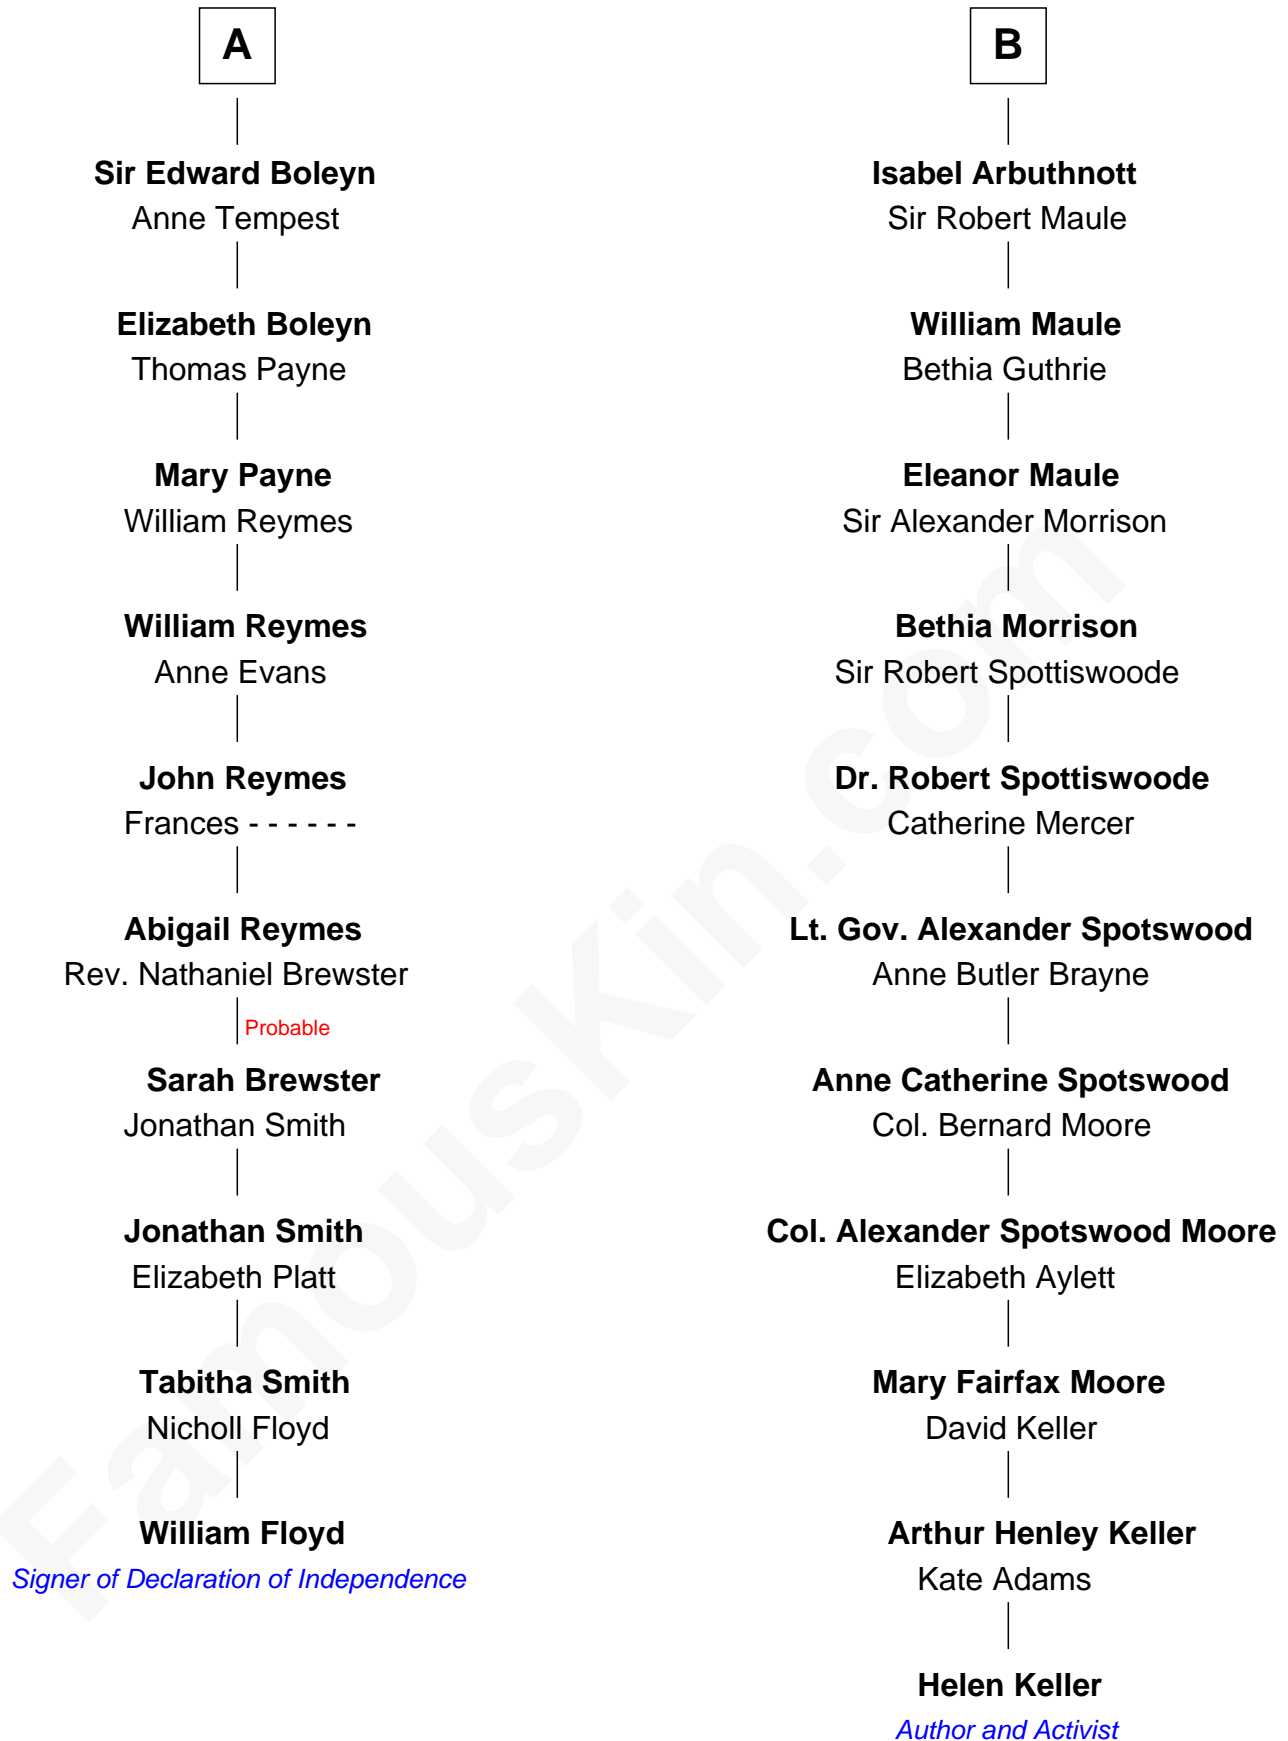 A
Sir Edward Boleyn
Anne Tempest
Elizabeth Boleyn
Thomas Payne
Mary Payne
William Reymes
William Reymes
Anne Evans
John Reymes
Frances - - - - - -
Abigail Reymes
Rev. Nathaniel Brewster
Probable
Sarah Brewster
Jonathan Smith
Jonathan Smith
Elizabeth Platt
Tabitha Smith
Nicholl Floyd
William Floyd
Signer of Declaration of Independence
B
Isabel Arbuthnott
Sir Robert Maule
William Maule
Bethia Guthrie
Eleanor Maule
Sir Alexander Morrison
Bethia Morrison
Sir Robert Spottiswoode
Dr. Robert Spottiswoode
Catherine Mercer
Lt. Gov. Alexander Spotswood
Anne Butler Brayne
Anne Catherine Spotswood
Col. Bernard Moore
Col. Alexander Spotswood Moore
Elizabeth Aylett
Mary Fairfax Moore
David Keller
Arthur Henley Keller
Kate Adams
Helen Keller
Author and Activist
FamousKin.com